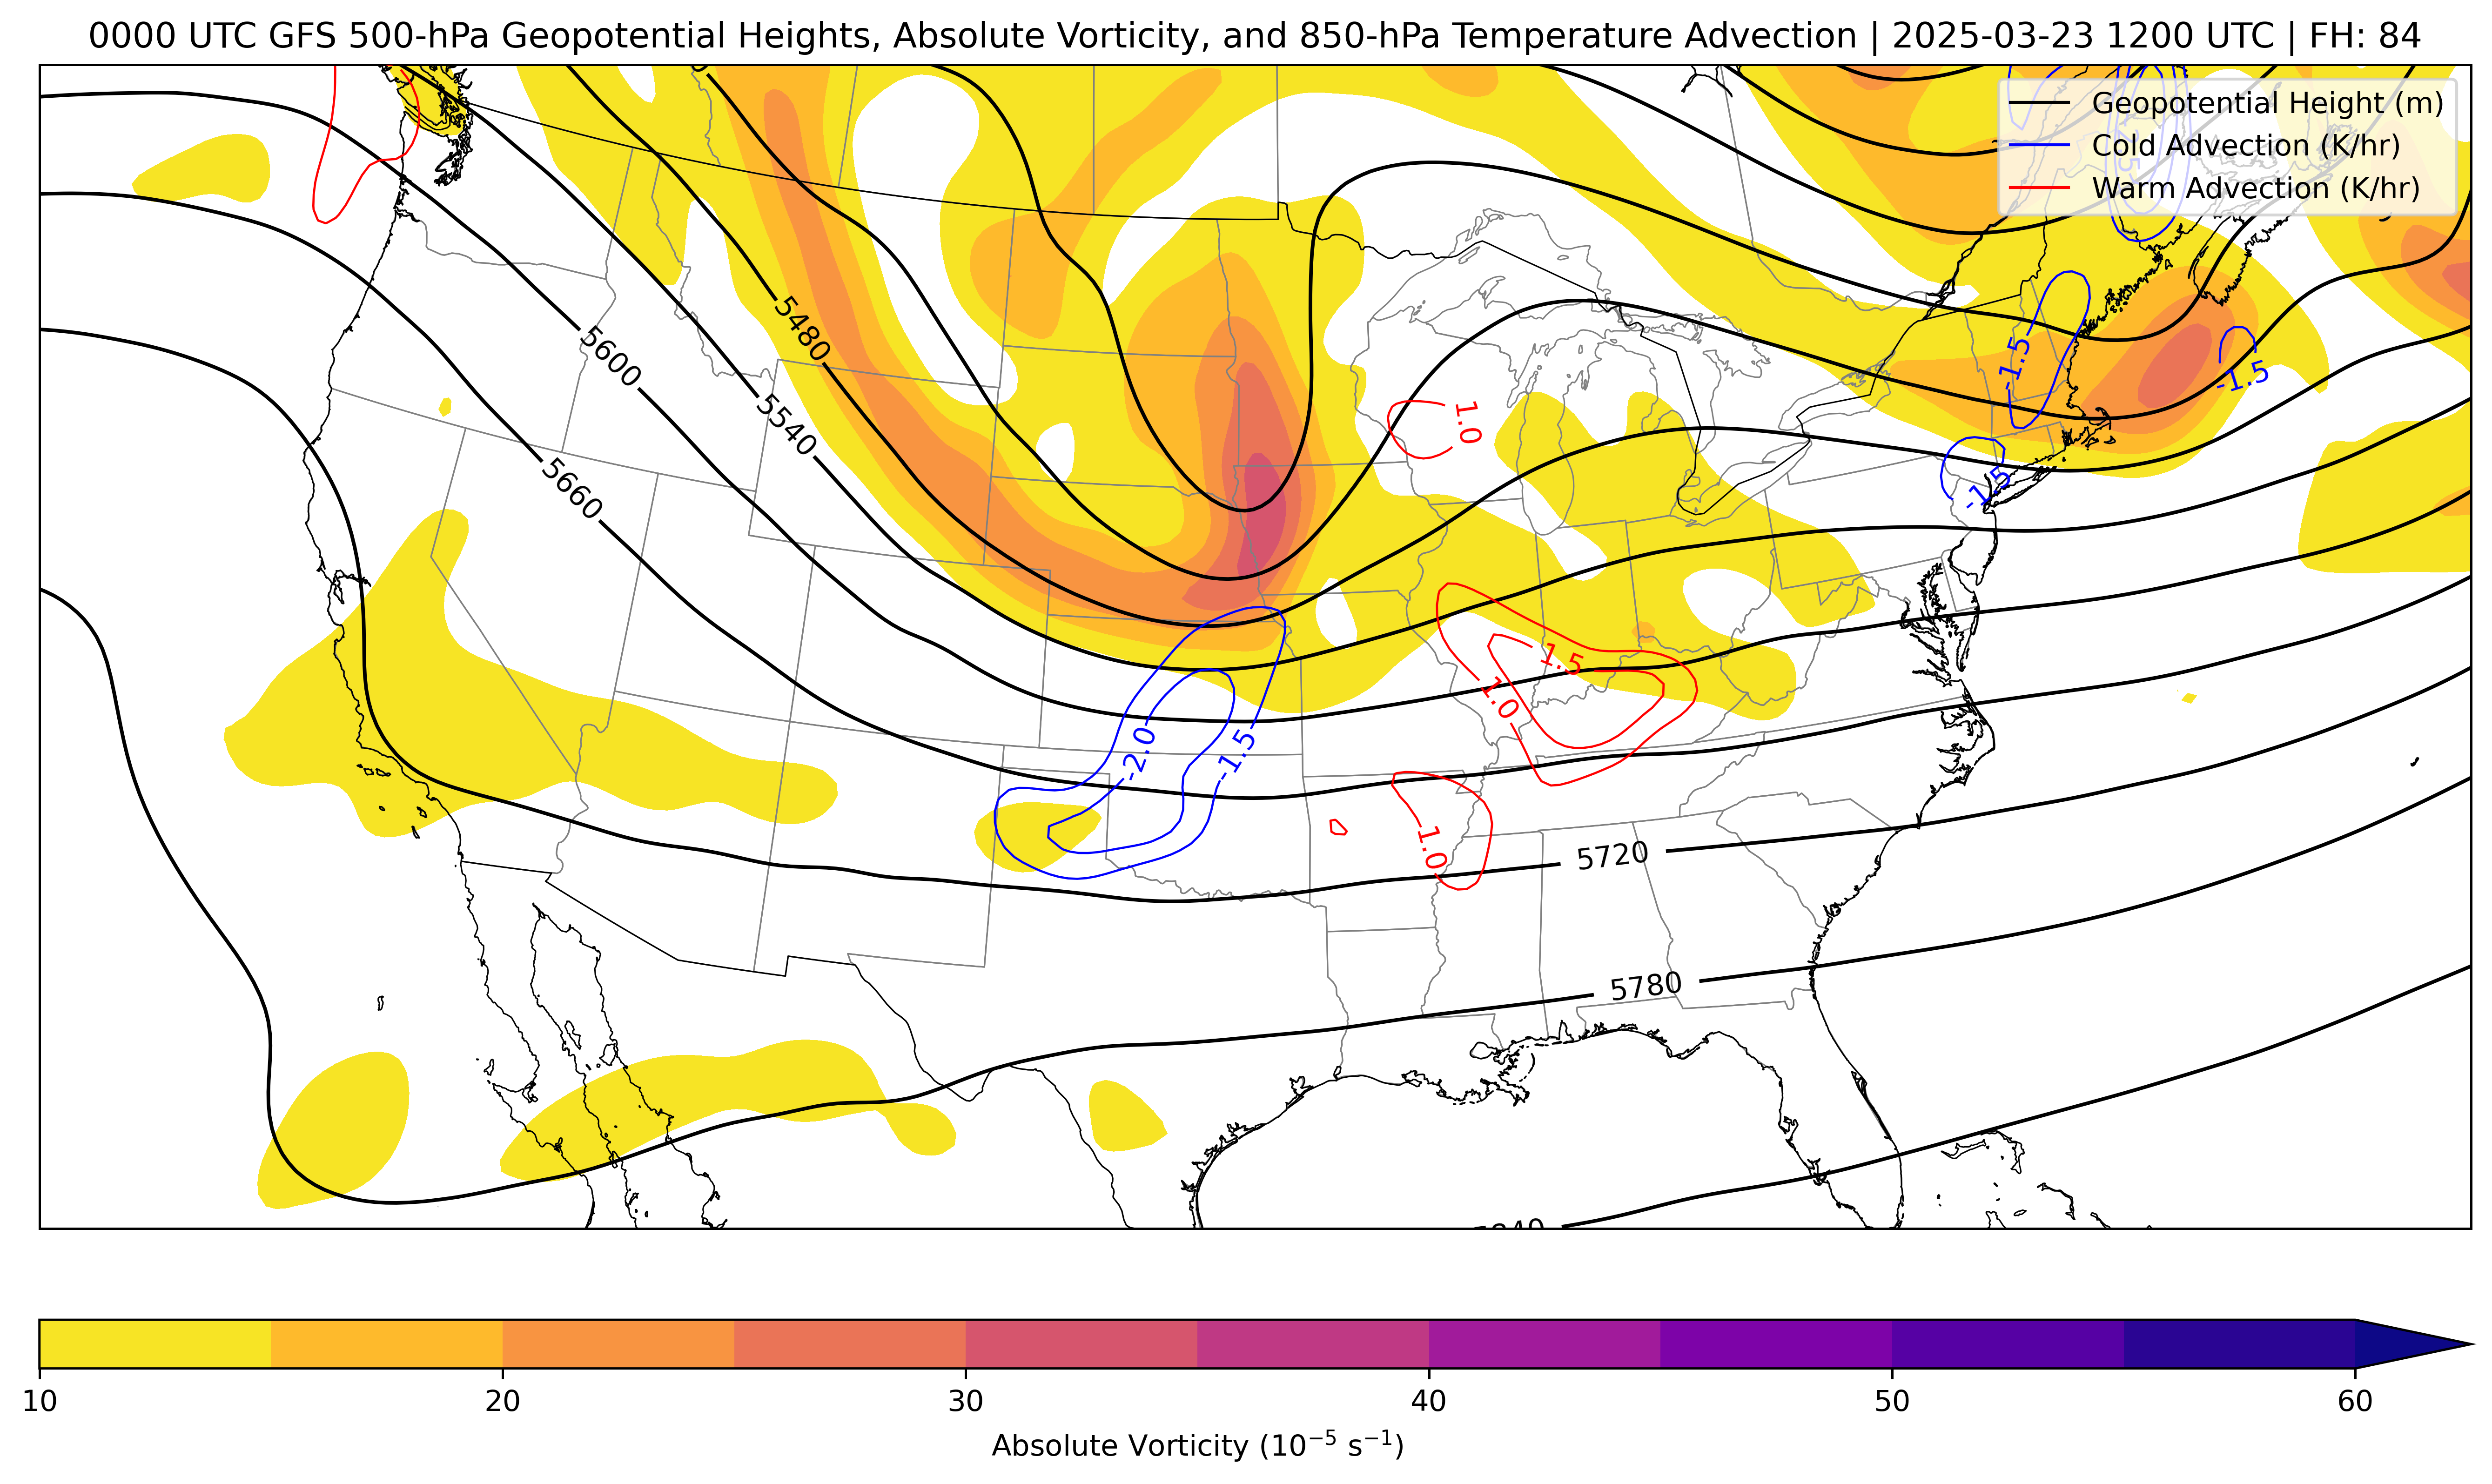 0000 UTC GFS 500-hPa Geopotential Heights, Absolute Vorticity, and 850-hPa Temperature Advection | 2025-03-23 1200 UTC | FH: 84
Geopotential Height (m)
Cold Advection (K/hr)
Warm Advection (K/hr)
5480
5600
5540
5660
1.0
-1.5
-1.5
-1.5
1.5
1.0
-2.0
-1.5
1.0
5720
5780
10 20 30 40 50 60
Absolute Vorticity (10⁻⁵ s⁻¹)